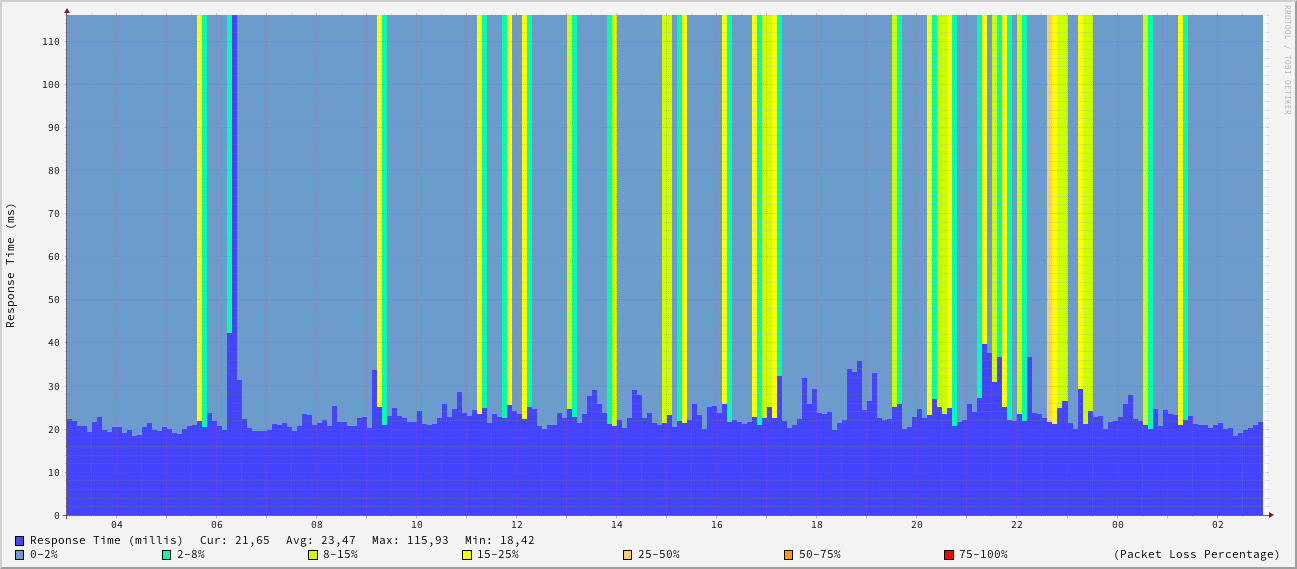 RRDTOOL / TOBI OETIKER
Response Time (ms)
110
100
90
80
70
60
50
40
30
20
10
0
04 06 08 10 12 14 16 18 20 22 00 02
Response Time (millis) Cur: 21,65 Avg: 23,47 Max: 115,93 Min: 18,42
0-2% 2-8% 8-15% 15-25% 25-50% 50-75% 75-100% (Packet Loss Percentage)